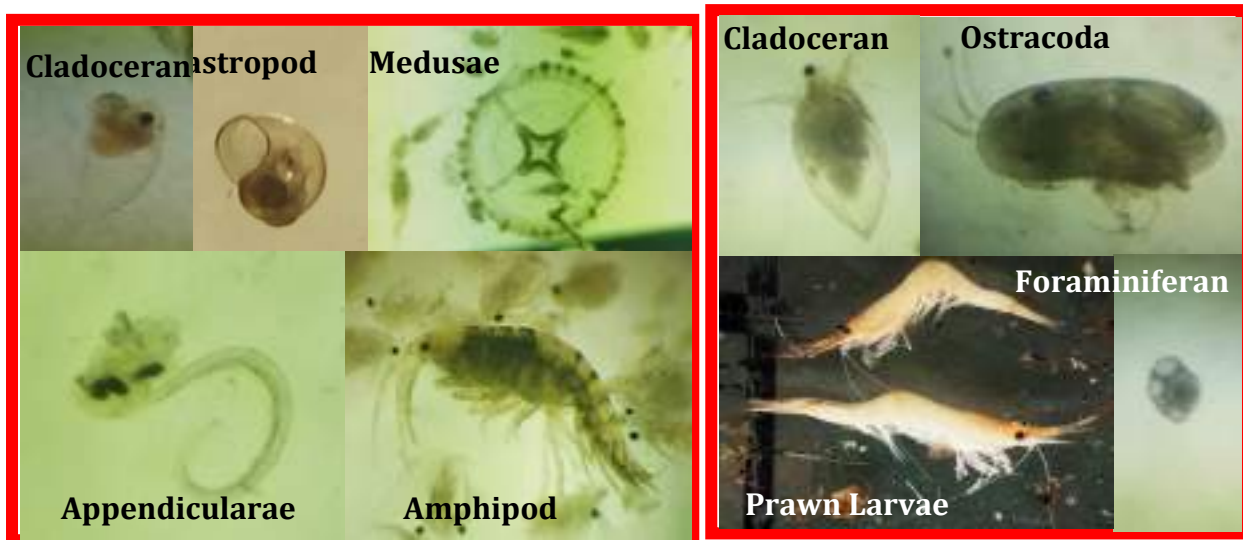 Cladoceran
astropod
Medusae
Appendicularae
Amphipod
Cladoceran
Ostracoda
Foraminiferan
Prawn Larvae